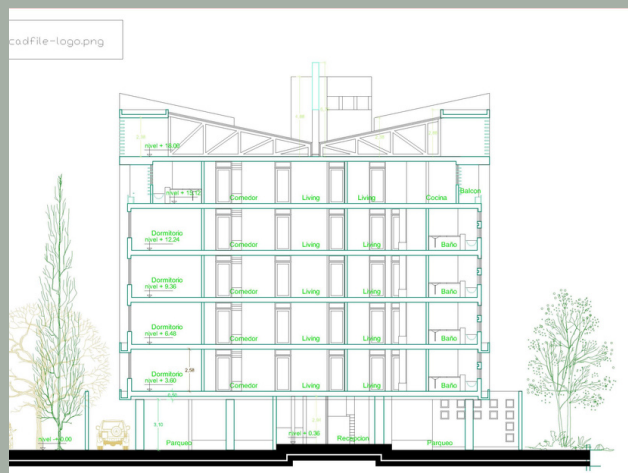 cadfile-logo.png
nivel + 18.00
nivel + 15.12
Comedor Living Living Cocina Balcon
Dormitorio
nivel + 12.24
Comedor Living Living Baño
Dormitorio
nivel + 9.36
Comedor Living Living Baño
Dormitorio
nivel + 6.48
Comedor Living Living Baño
Dormitorio
nivel + 3.60
2.58
Comedor Living Living Baño
3.12
nivel +- 0.00
Parqueo
nivel + 0.36
Recepcion
Parqueo